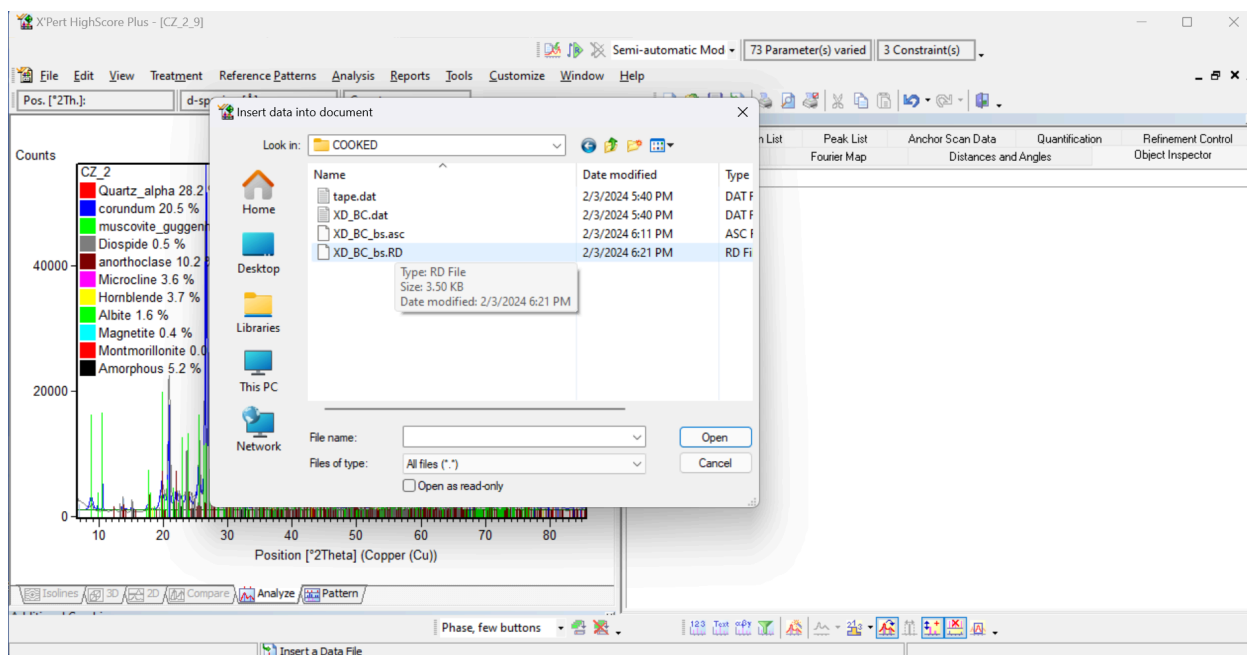 X'Pert HighScore Plus - [CZ_2_9]
Semi-automatic Mod 73 Parameter(s) varied 3 Constraint(s)
File Edit View Treatment Reference Patterns Analysis Reports Tools Customize Window Help
Pos. [°2Th.]: d-sp
Insert data into document
Look in: COOKED
n List Peak List Anchor Scan Data Quantification Refinement Control
Fourier Map Distances and Angles Object Inspector
Counts
CZ_2
Quartz_alpha 28.2
corundum 20.5 %
muscovite_guggenh
Diospide 0.5 %
anorthoclase 10.2
Microcline 3.6 %
Hornblende 3.7 %
Albite 1.6 %
Magnetite 0.4 %
Montmorillonite 0.0
Amorphous 5.2 %
40000
20000
0
10 20 30 40 50 60 70 80
Position [°2Theta] (Copper (Cu))
Home
Desktop
Libraries
This PC
Network
Name Date modified Type
tape.dat 2/3/2024 5:40 PM DAT F
XD_BC.dat 2/3/2024 5:40 PM DAT F
XD_BC_bs.asc 2/3/2024 6:11 PM ASC F
XD_BC_bs.RD 2/3/2024 6:21 PM RD Fi
Type: RD File
Size: 3.50 KB
Date modified: 2/3/2024 6:21 PM
File name: Open
Files of type: All files (*.*) Cancel
Open as read-only
Isolines 3D 2D Compare Analyze Pattern
Phase, few buttons
Insert a Data File